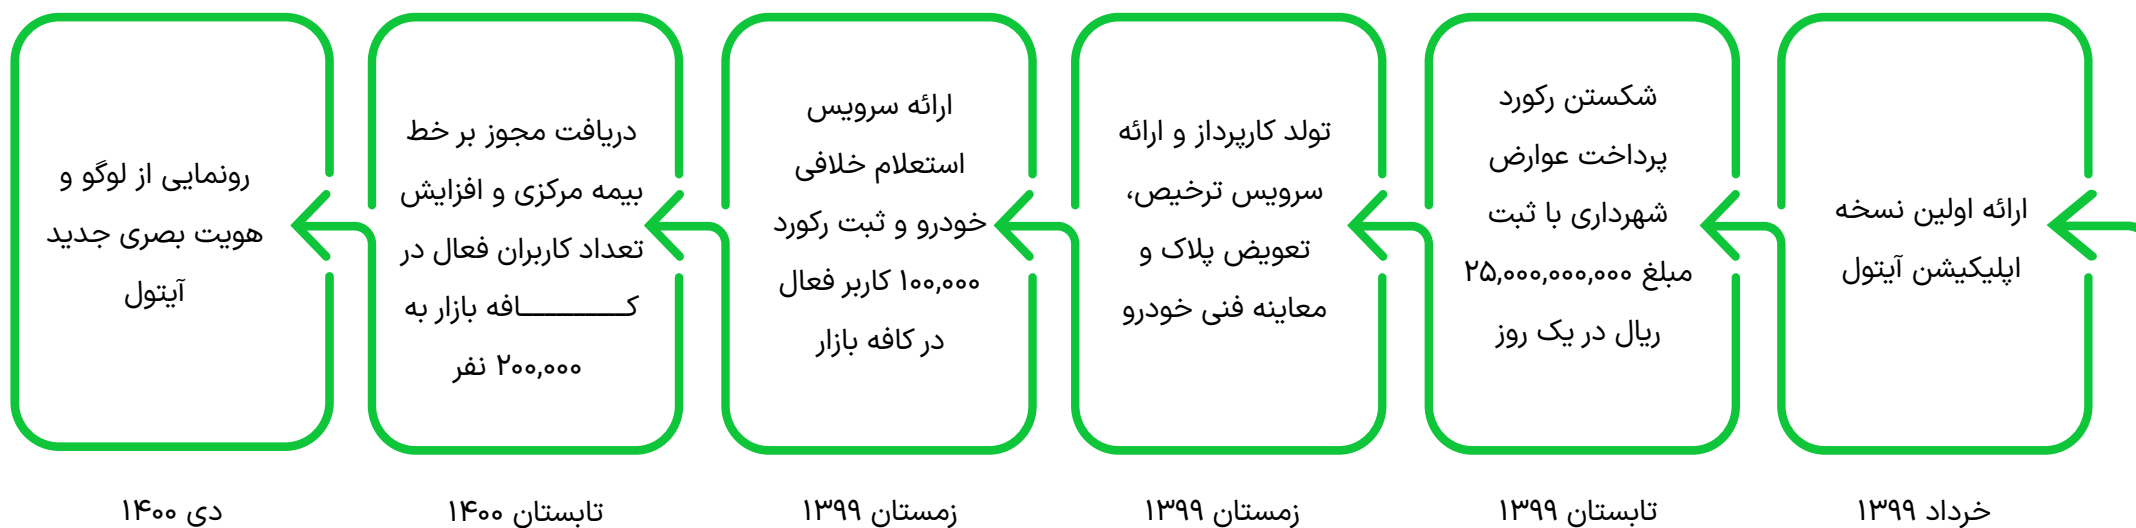 ارائه اولین نسخه
اپلیکیشن آیتول
خرداد ۱۳۹۹
شکستن رکورد
پرداخت عوارض
شهرداری با ثبت
مبلغ ۲۵,۰۰۰,۰۰۰,۰۰۰
ریال در یک روز
تابستان ۱۳۹۹
تولد کارپرداز و ارائه
سرویس ترخیص،
تعویض پلاک و
معاینه فنی خودرو
زمستان ۱۳۹۹
ارائه سرویس
استعلام خلافی
خودرو و ثبت رکورد
۱۰۰,۰۰۰ کاربر فعال
در کافه بازار
زمستان ۱۳۹۹
دریافت مجوز بر خط
بیمه مرکزی و افزایش
تعداد کاربران فعال در
کـــــــــــافه بازار به
۲۰۰,۰۰۰ نفر
تابستان ۱۴۰۰
رونمایی از لوگو و
هویت بصری جدید
آیتول
دی ۱۴۰۰